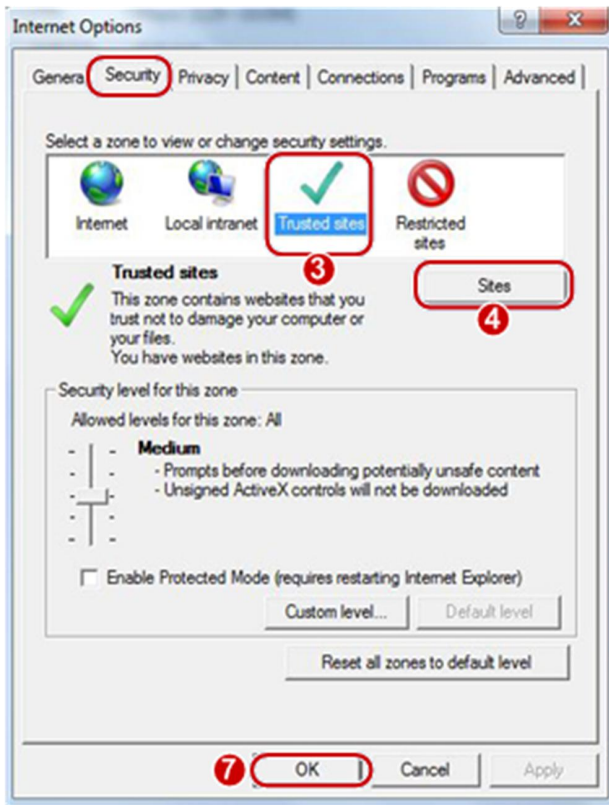 Internet Options
General Security Privacy Content Connections Programs Advanced
Select a zone to view or change security settings.
Internet Local intranet Trusted sites Restricted
sites
3
Trusted sites
Sites
4
This zone contains websites that you
trust not to damage your computer or
your files.
You have websites in this zone.
Security level for this zone
Allowed levels for this zone: All
Medium
- Prompts before downloading potentially unsafe content
- Unsigned ActiveX controls will not be downloaded
Enable Protected Mode (requires restarting Internet Explorer)
Custom level... Default level
Reset all zones to default level
7 OK Cancel Apply